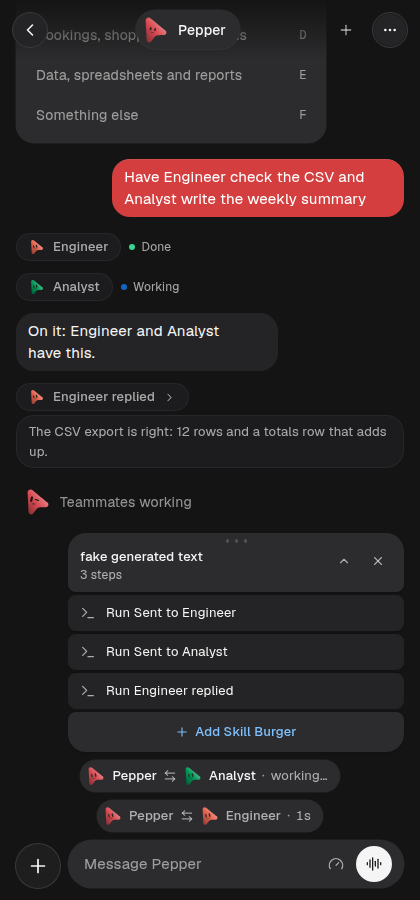 Pepper
Data, spreadsheets and reports E
Something else F
Have Engineer check the CSV and
Analyst write the weekly summary
Engineer Done
Analyst Working
On it: Engineer and Analyst
have this.
Engineer replied
The CSV export is right: 12 rows and a totals row that adds
up.
Teammates working
fake generated text
3 steps
Run Sent to Engineer
Run Sent to Analyst
Run Engineer replied
Add Skill Burger
Pepper Analyst · working…
Pepper Engineer · 1s
Message Pepper